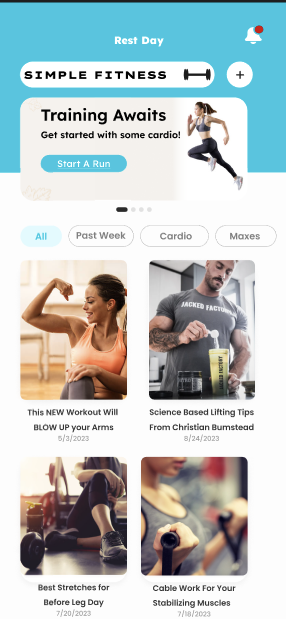 Rest Day
SIMPLE FITNESS
+
Training Awaits
Get started with some cardio!
Start A Run
All
Past Week
Cardio
Maxes
JACKED FACTORY
This NEW Workout Will
BLOW UP your Arms
5/3/2023
Science Based Lifting Tips
From Christian Bumstead
8/24/2023
Best Stretches for
Before Leg Day
7/20/2023
Cable Work For Your
Stabilizing Muscles
7/18/2023